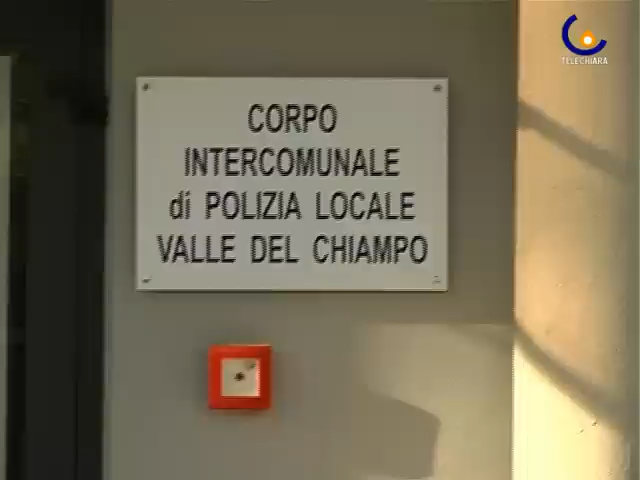 TELECHIARA
CORPO
INTERCOMUNALE
di POLIZIA LOCALE
VALLE DEL CHIAMPO